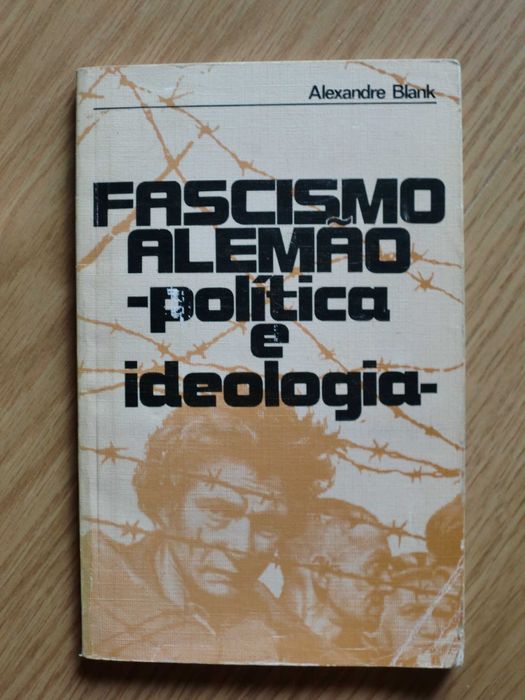 Alexandre Blank
FASCISMO
ALEMÃO
-política
e
ideologia-